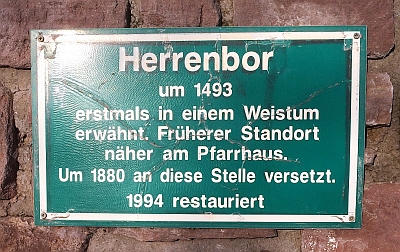 Herrenbor
um 1493
erstmals in einem Weistum
erwähnt. Früherer Standort
näher am Pfarrhaus.
Um 1880 an diese Stelle versetzt.
1994 restauriert